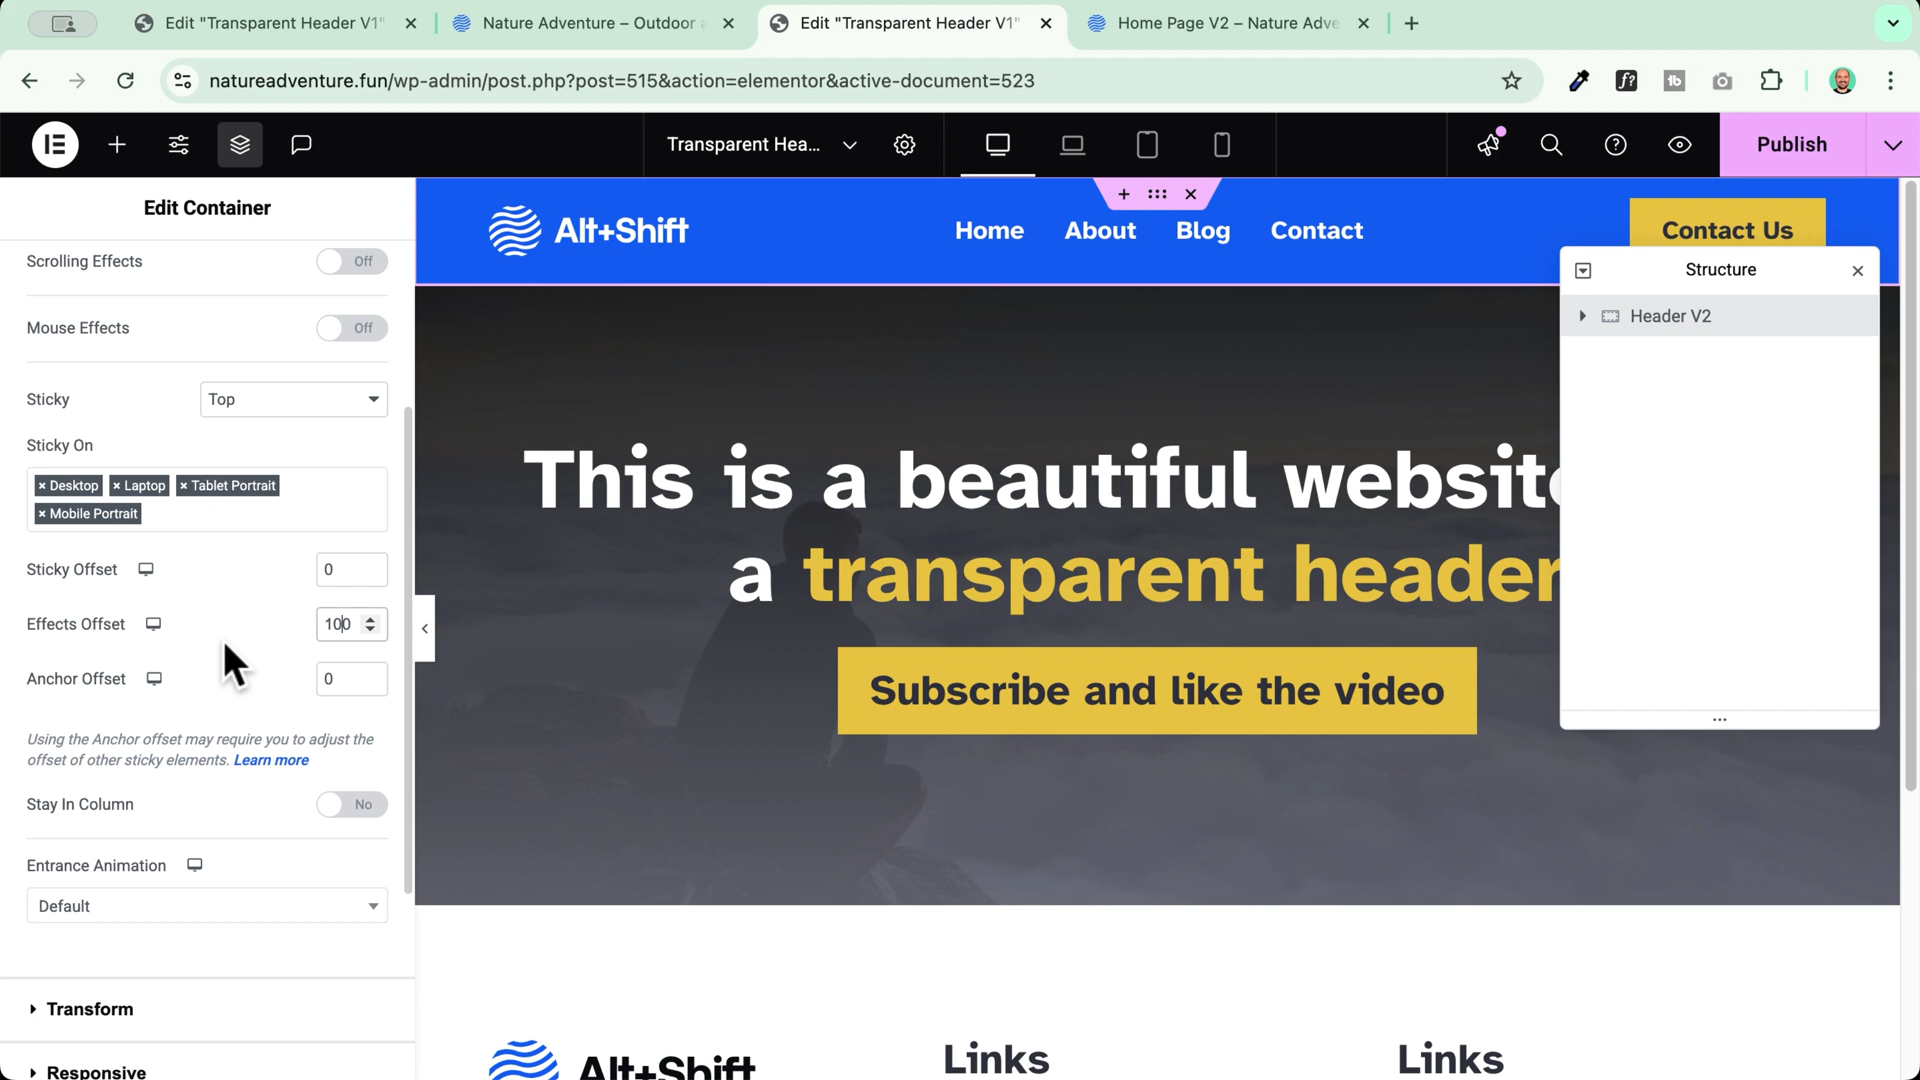 Edit "Transparent Header V1"
Nature Adventure – Outdoor a
Edit "Transparent Header V1"
Home Page V2 – Nature Adve
natureadventure.fun/wp-admin/post.php?post=515&action=elementor&active-document=523
f?
tb
Transparent Hea...
Publish
Edit Container
Scrolling Effects
Off
Mouse Effects
Off
Sticky
Top
Sticky On
× Desktop × Laptop × Tablet Portrait
× Mobile Portrait
Sticky Offset
0
Effects Offset
100
Anchor Offset
0
Using the Anchor offset may require you to adjust the
offset of other sticky elements. Learn more
Stay In Column
No
Entrance Animation
Default
Transform
Responsive
Alt+Shift
Home About Blog Contact
Contact Us
Structure
Header V2
This is a beautiful website
a transparent header
Subscribe and like the video
Alt+Shift
Links
Links